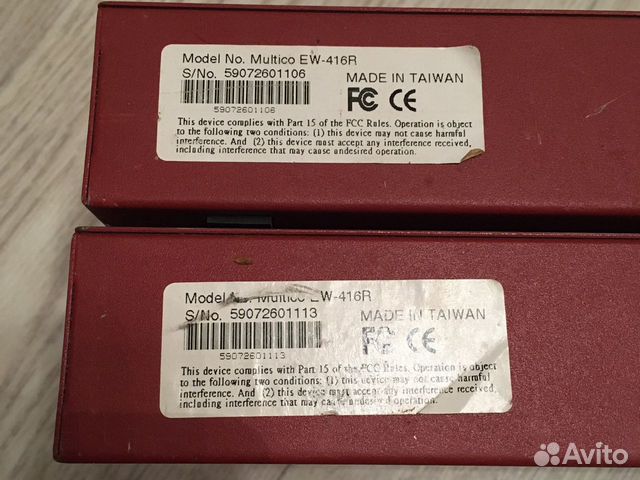 Model No. Multico EW-416R
S/No. 59072601106
59072601106
MADE IN TAIWAN
FC CE
This device complies with Part 15 of the FCC Rules. Operation is object
to the following two conditions: (1) this device may not cause harmful
interference. And (2) this device must accept any interference received,
including interference that may cause undesired operation.
Model No. Multico EW-416R
S/No. 59072601113
59072601113
MADE IN TAIWAN
FC CE
This device complies with Part 15 of the FCC Rules. Operation is object
to the following two conditions: (1) this device may not cause harmful
interference. And (2) this device must accept any interference received,
including interference that may cause undesired operation.
Avito